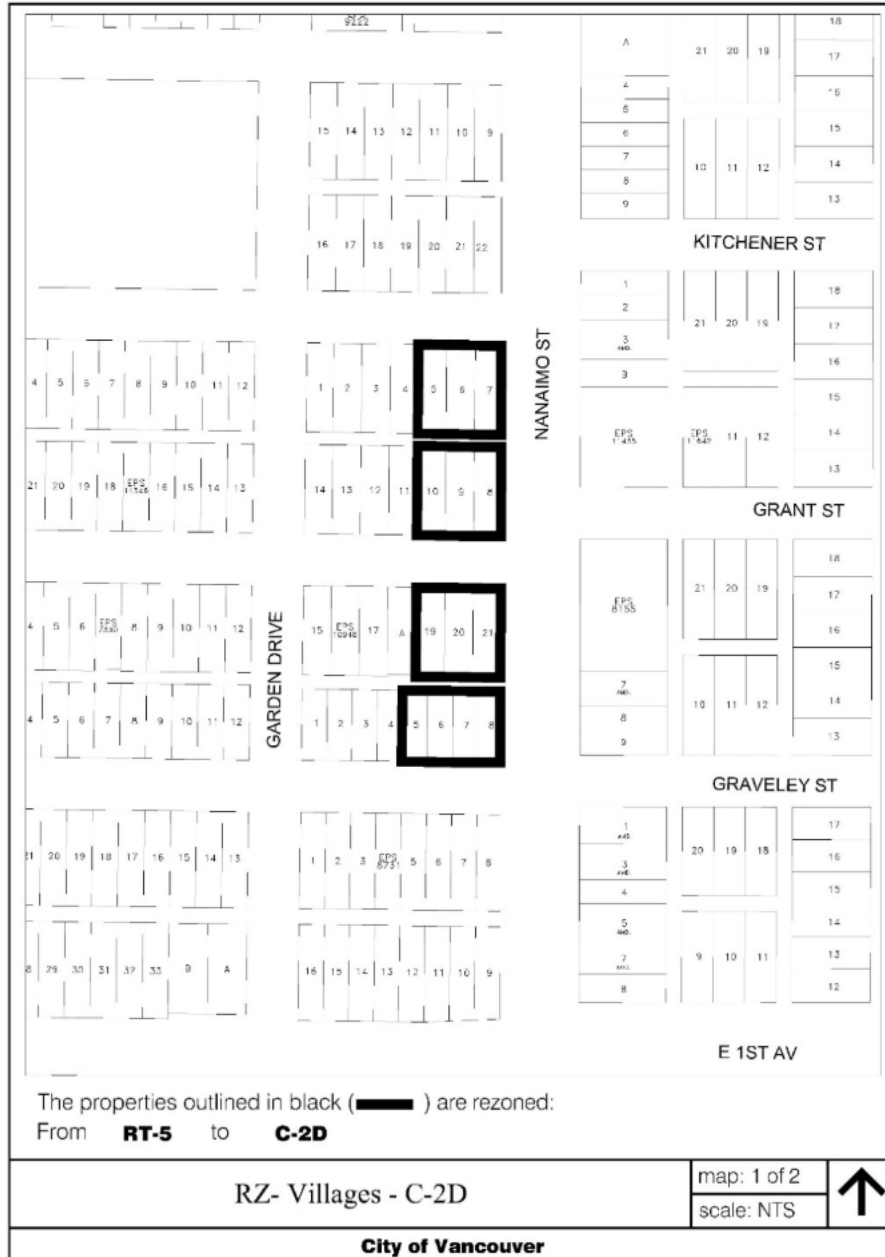 EPS
9222
A 21 20 19 18
17
4
5
6
7
8
9
16
15
14
13
15 14 13 12 11 10 9
10 11 12
16 17 18 19 20 21 22
KITCHENER ST
1
2
3
AMD.
B
21 20 19
18
17
16
15
14
13
NANAIMO ST
4 5 6 7 8 9 10 11 12
1 2 3 4 5 6 7
EPS
11455
EPS
11642
11 12
21 20 19 18 EPS 16 15 14 13
14 13 12 11 10 9 8
GRANT ST
EPS
8155
21 20 19
18
17
16
15
14
13
4 5 6 EPS 8 9 10 11 12
15 EPS 17 A 19 20 21
GARDEN DRIVE
7
AMD.
8
9
10 11 12
4 5 6 7 8 9 10 11 12
1 2 3 4 5 6 7 8
GRAVELEY ST
21 20 19 18 17 16 15 14 13
1 2 3 EPS 5 6 7 8
8731
1
3
AMD.
4
5
AMD.
7
8
20 19 18
17
16
15
14
13
12
28 29 30 31 32 33 B A
16 15 14 13 12 11 10 9
9 10 11
E 1ST AV
The properties outlined in black ( ) are rezoned:
From RT-5 to C-2D
RZ- Villages - C-2D
map: 1 of 2
scale: NTS
City of Vancouver